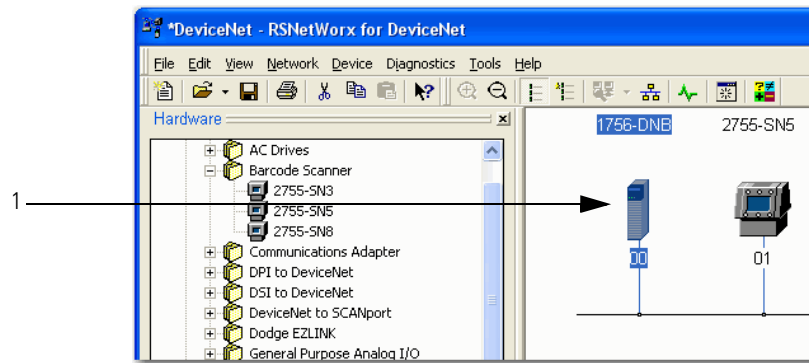 *DeviceNet - RSNetWorx for DeviceNet
File Edit View Network Device Diagnostics Tools Help
Hardware
AC Drives
Barcode Scanner
2755-SN3
2755-SN5
2755-SN8
Communications Adapter
DPI to DeviceNet
DSI to DeviceNet
DeviceNet to SCANport
Dodge EZLINK
General Purpose Analog I/O
1
1756-DNB 2755-SN5
00 01